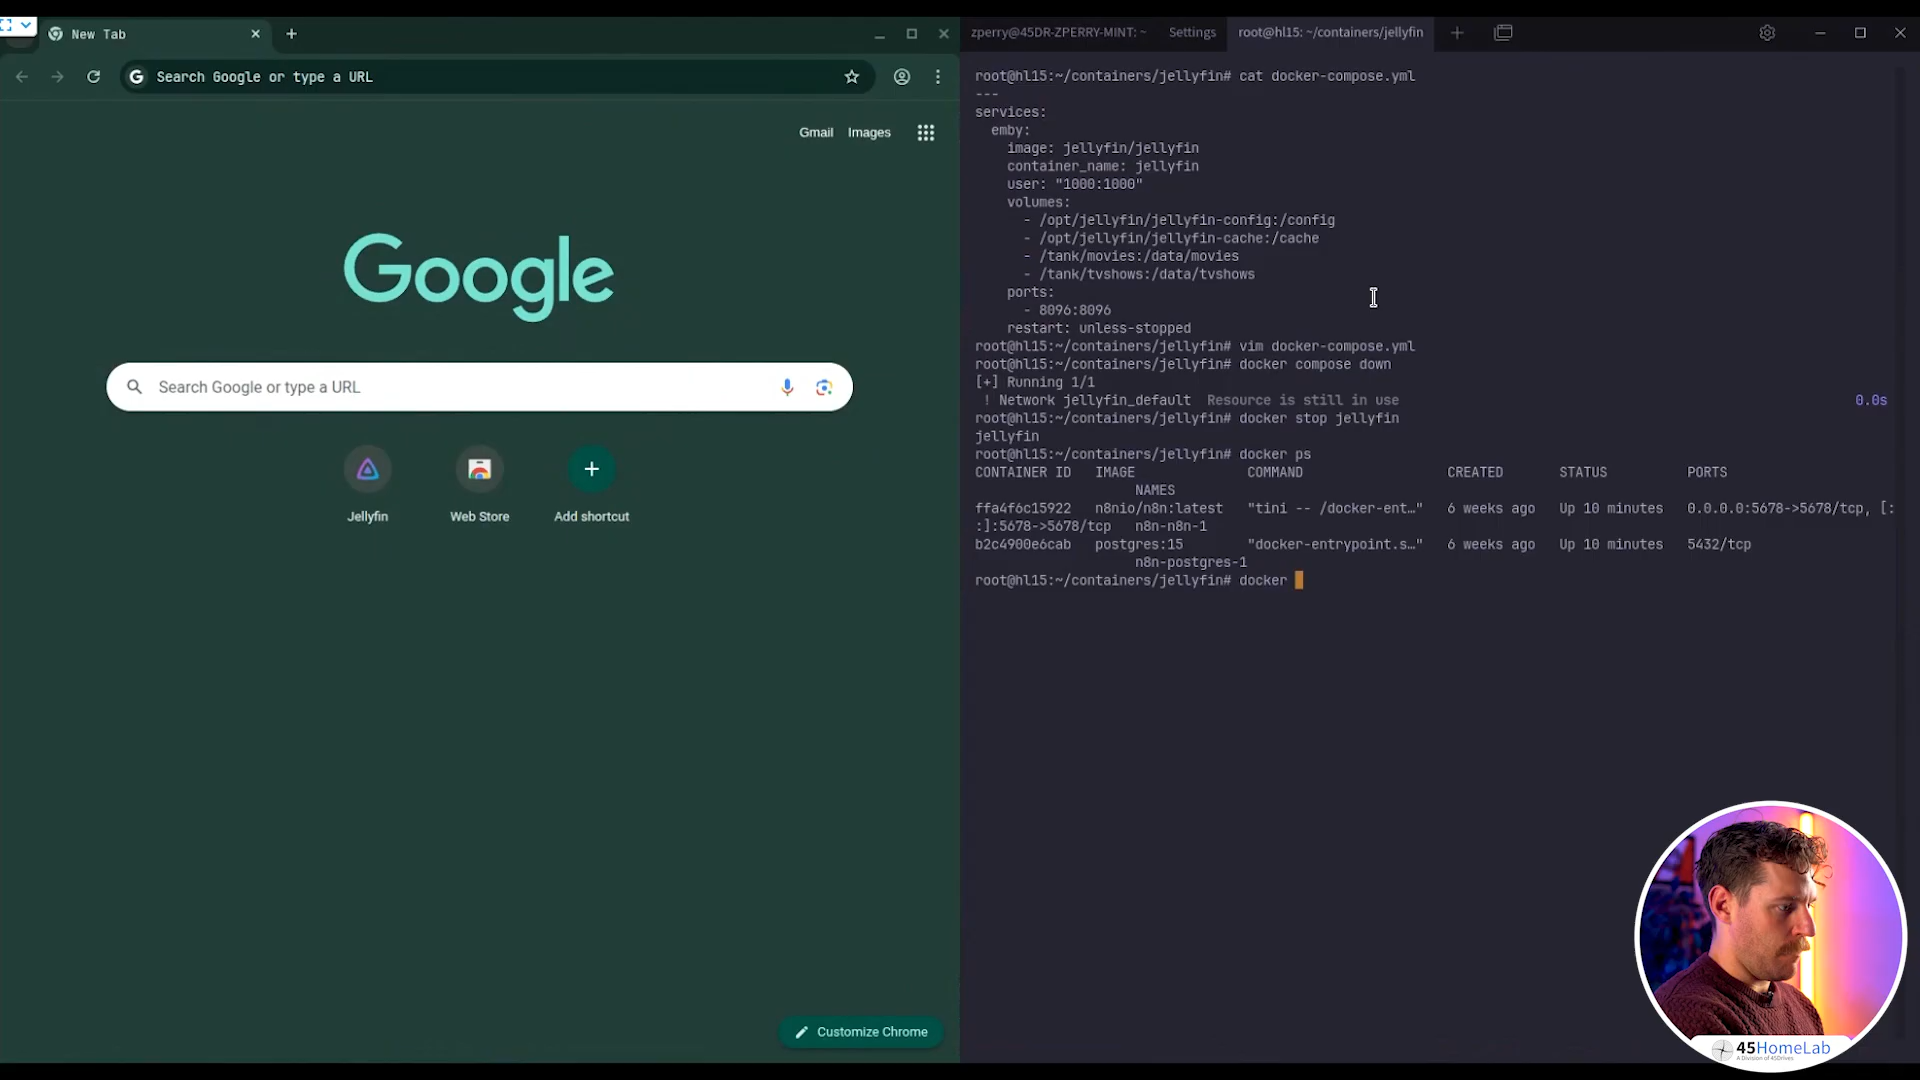 New Tab
Search Google or type a URL
Gmail Images
Google
Search Google or type a URL
Jellyfin
Web Store
Add shortcut
Customize Chrome
zperry@45DR-ZPERRY-MINT: ~
Settings
root@hl15: ~/containers/jellyfin
root@hl15:~/containers/jellyfin# cat docker-compose.yml
---
services:
  emby:
    image: jellyfin/jellyfin
    container_name: jellyfin
    user: "1000:1000"
    volumes:
      - /opt/jellyfin/jellyfin-config:/config
      - /opt/jellyfin/jellyfin-cache:/cache
      - /tank/movies:/data/movies
      - /tank/tvshows:/data/tvshows
    ports:
      - 8096:8096
    restart: unless-stopped
root@hl15:~/containers/jellyfin# vim docker-compose.yml
root@hl15:~/containers/jellyfin# docker compose down
[+] Running 1/1
 ! Network jellyfin_default  Resource is still in use 0.0s
root@hl15:~/containers/jellyfin# docker stop jellyfin
jellyfin
root@hl15:~/containers/jellyfin# docker ps
CONTAINER ID   IMAGE              COMMAND                  CREATED       STATUS          PORTS
                    NAMES
ffa4f6c15922   n8nio/n8n:latest   "tini -- /docker-ent…"   6 weeks ago   Up 10 minutes   0.0.0.0:5678->5678/tcp, [:
:]:5678->5678/tcp   n8n-n8n-1
b2c4900e6cab   postgres:15        "docker-entrypoint.s…"   6 weeks ago   Up 10 minutes   5432/tcp
                    n8n-postgres-1
root@hl15:~/containers/jellyfin# docker
45HomeLab
A Division of 45Drives